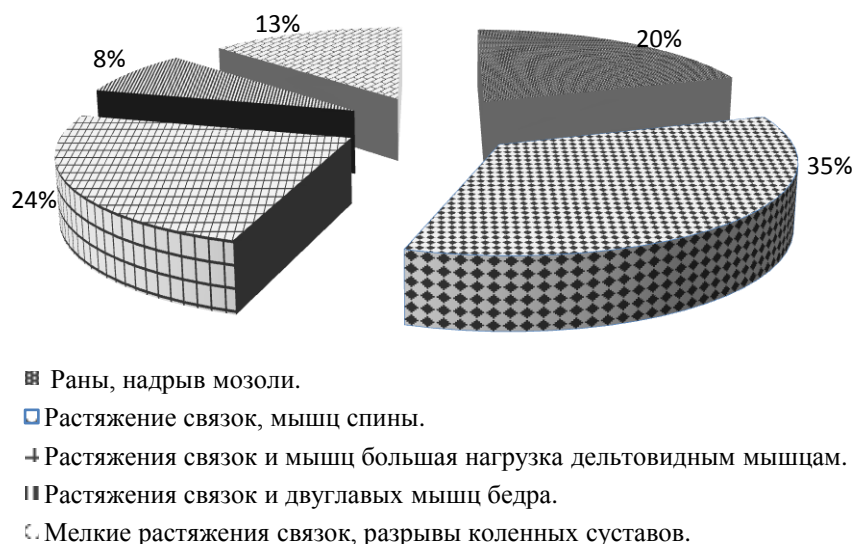 13%
20%
8%
35%
24%
Раны, надрыв мозоли.
Растяжение связок, мышц спины.
Растяжения связок и мышц большая нагрузка дельтовидным мышцам.
Растяжения связок и двуглавых мышц бедра.
Мелкие растяжения связок, разрывы коленных суставов.